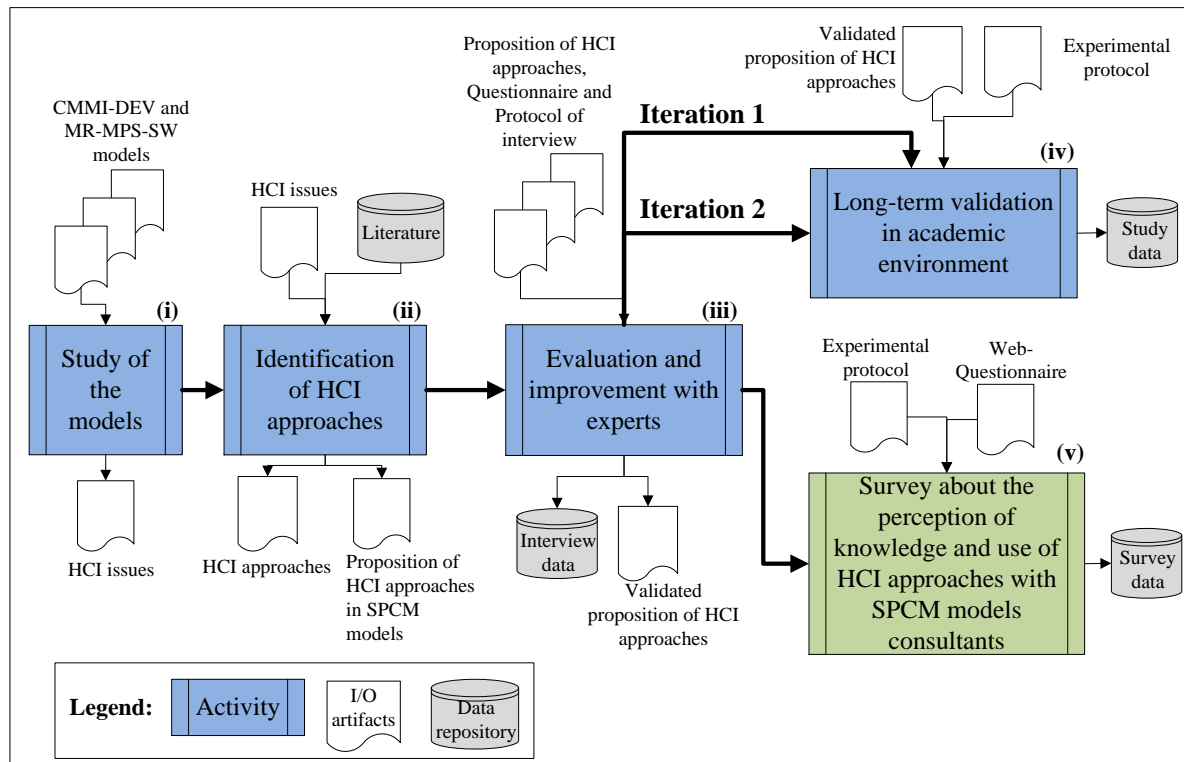 CMMI-DEV and
MR-MPS-SW
models
HCI issues
Literature
Proposition of HCI
approaches,
Questionnaire and
Protocol of
interview
Iteration 1
Iteration 2
Validated
proposition of HCI
approaches
Experimental
protocol
(i)
Study of
the
models
HCI issues
(ii)
Identification
of HCI
approaches
HCI approaches
Proposition of
HCI approaches
in SPCM
models
(iii)
Evaluation and
improvement with
experts
Interview
data
Validated
proposition of HCI
approaches
(iv)
Long-term validation
in academic
environment
Study
data
Experimental
protocol
Web-
Questionnaire
(v)
Survey about the
perception of
knowledge and use of
HCI approaches with
SPCM models
consultants
Survey
data
Legend:
Activity
I/O
artifacts
Data
repository